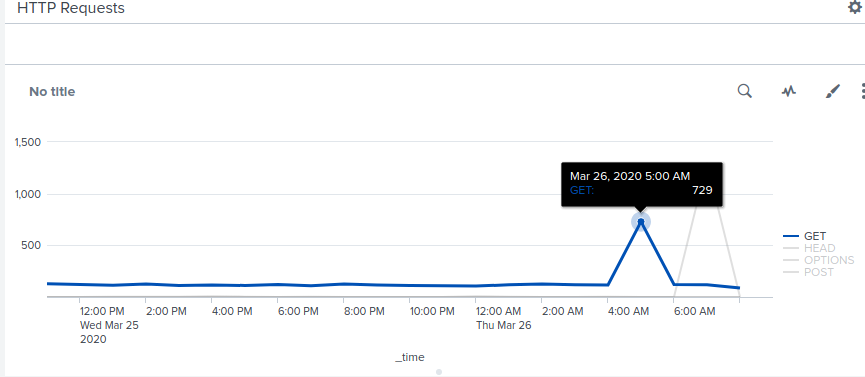 HTTP Requests
No title
1,500
1,000
500
Mar 26, 2020 5:00 AM
GET: 729
GET
HEAD
OPTIONS
POST
12:00 PM 2:00 PM 4:00 PM 6:00 PM 8:00 PM 10:00 PM 12:00 AM 2:00 AM 4:00 AM 6:00 AM
Wed Mar 25 Thu Mar 26
2020
_time